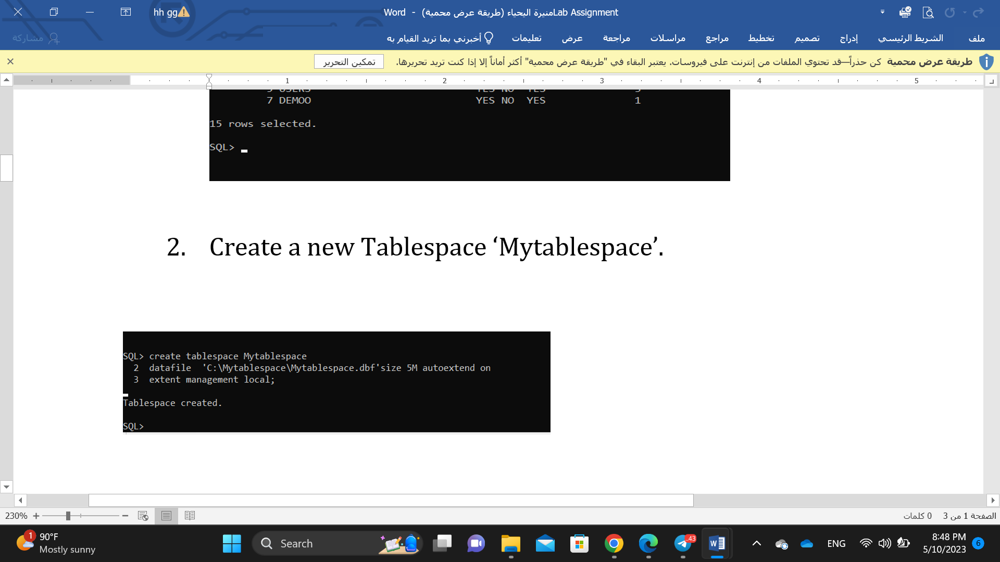 hh gg
منيرة اليحياء (طريقة عرض محمية) Lab Assignment - Word
ملف الشريط الرئيسي إدراج تصميم تخطيط مراجع مراسلات مراجعة عرض تعليمات أخبرني بما تريد القيام به مشاركة
طريقة عرض محمية كن حذراً—قد تحتوي الملفات من إنترنت على فيروسات. يعتبر البقاء في "طريقة عرض محمية" أكثر أماناً إلا إذا كنت تريد تحريرها. تمكين التحرير
1 2 3 4 5
7 DEMOO YES NO YES 1
15 rows selected.
SQL>
2. Create a new Tablespace ‘Mytablespace’.
SQL> create tablespace Mytablespace
2 datafile 'C:\Mytablespace\Mytablespace.dbf'size 5M autoextend on
3 extent management local;
Tablespace created.
SQL>
230%
الصفحة 1 من 3 0 كلمات
1 90°F
Mostly sunny
Search
..43
ENG
8:48 PM
5/10/2023
6